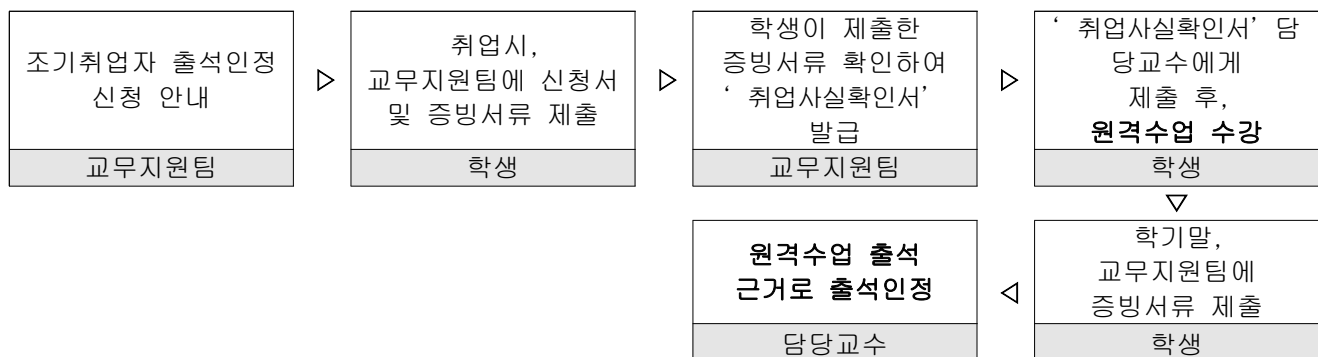 조기취업자 출석인정
신청 안내
교무지원팀
▷
취업시,
교무지원팀에 신청서
및 증빙서류 제출
학생
▷
학생이 제출한
증빙서류 확인하여
‘ 취업사실확인서’
발급
교무지원팀
▷
‘ 취업사실확인서’ 담
당교수에게
제출 후,
원격수업 수강
학생
▽
학기말,
교무지원팀에
증빙서류 제출
학생
◁
원격수업 출석
근거로 출석인정
담당교수